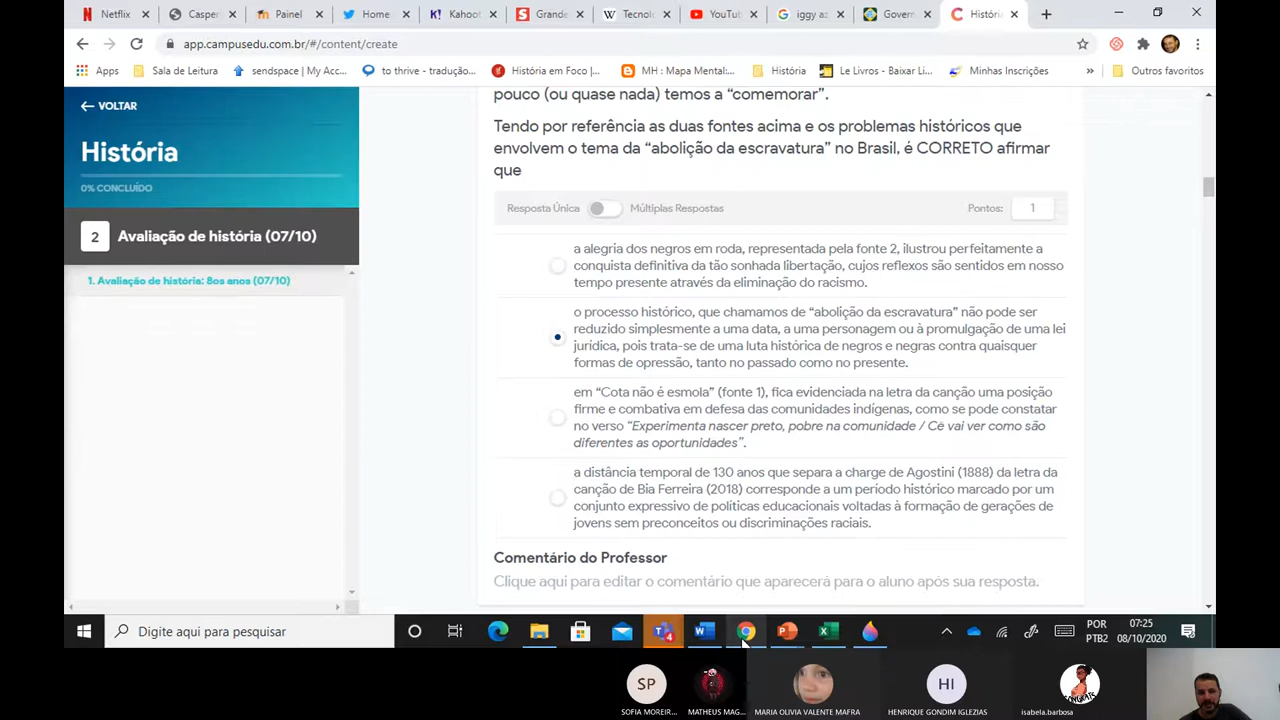 Netflix
Casper
Painel
Home
Kahoot
Grande
Tecnol
YouTub
iggy az
Govern
Históri
app.campusedu.com.br/#/content/create
Apps
Sala de Leitura
sendspace | My Acc...
to thrive - tradução...
História em Foco |...
MH : Mapa Mental:...
História
Le Livros - Baixar Li...
Minhas Inscrições
»
Outros favoritos
← VOLTAR
História
0% CONCLUÍDO
2 Avaliação de história (07/10)
1. Avaliação de história: 8os anos (07/10)
pouco (ou quase nada) temos a “comemorar”.
Tendo por referência as duas fontes acima e os problemas históricos que
envolvem o tema da “abolição da escravatura” no Brasil, é CORRETO afirmar
que
Resposta Única Múltiplas Respostas Pontos: 1
a alegria dos negros em roda, representada pela fonte 2, ilustrou perfeitamente a
conquista definitiva da tão sonhada libertação, cujos reflexos são sentidos em nosso
tempo presente através da eliminação do racismo.
o processo histórico, que chamamos de “abolição da escravatura” não pode ser
reduzido simplesmente a uma data, a uma personagem ou à promulgação de uma lei
jurídica, pois trata-se de uma luta histórica de negros e negras contra quaisquer
formas de opressão, tanto no passado como no presente.
em “Cota não é esmola” (fonte 1), fica evidenciada na letra da canção uma posição
firme e combativa em defesa das comunidades indígenas, como se pode constatar
no verso “Experimenta nascer preto, pobre na comunidade / Cê vai ver como são
diferentes as oportunidades”.
a distância temporal de 130 anos que separa a charge de Agostini (1888) da letra da
canção de Bia Ferreira (2018) corresponde a um período histórico marcado por um
conjunto expressivo de políticas educacionais voltadas à formação de gerações de
jovens sem preconceitos ou discriminações raciais.
Comentário do Professor
Clique aqui para editar o comentário que aparecerá para o aluno após sua resposta.
Digite aqui para pesquisar
POR
PTB2
07:25
08/10/2020
SP
HI
SOFIA MOREIR...
MATHEUS MAG...
MARIA OLIVIA VALENTE MAFRA
HENRIQUE GONDIM IGLEZIAS
isabela.barbosa